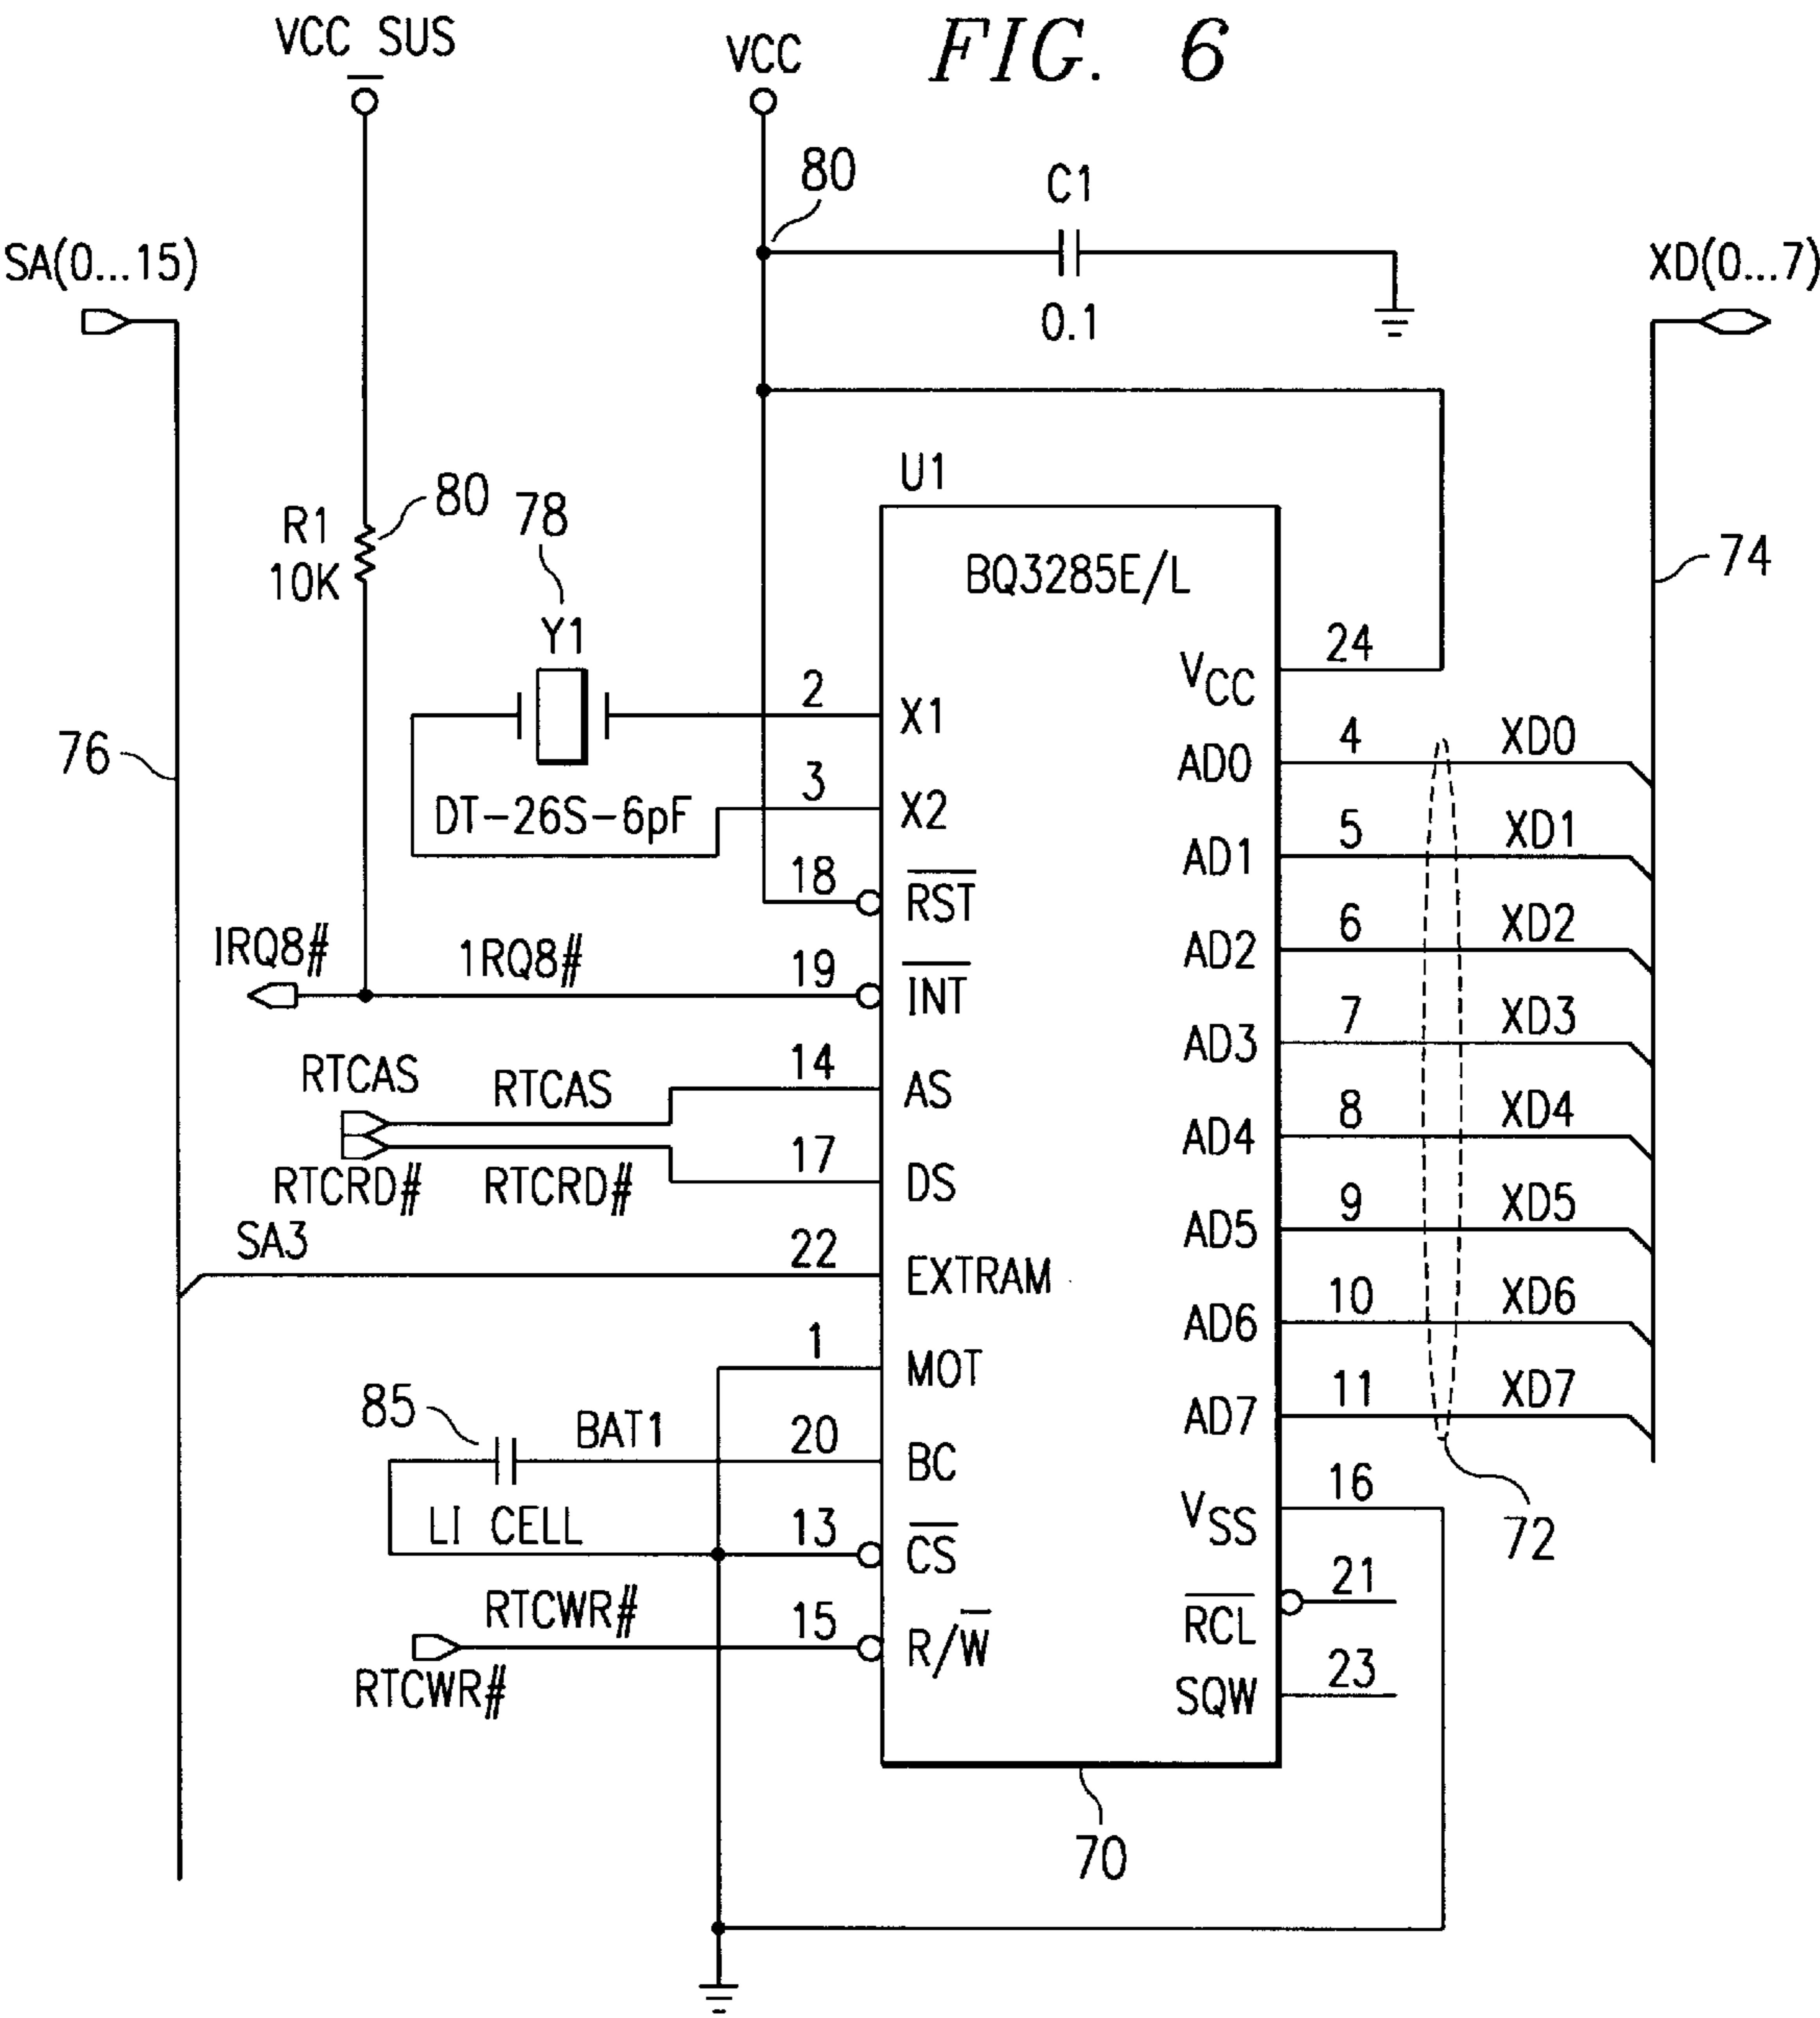 FIG. 6
VCC SUS
VCC
80
C1
0.1
SA(0...15)
XD(0...7)
U1
80
R1
10K
78
Y1
BQ3285E/L
74
24
VCC
2
X1
76
4
XD0
AD0
3
X2
DT-26S-6pF
5
XD1
AD1
18
RST
6
XD2
AD2
IRQ8#
1RQ8#
19
INT
7
XD3
AD3
14
RTCAS
RTCAS
AS
8
XD4
AD4
17
RTCRD#
RTCRD#
DS
9
XD5
AD5
SA3
22
EXTRAM
10
XD6
AD6
1
MOT
11
XD7
AD7
85
BAT1
20
BC
16
VSS
72
LI CELL
13
CS
21
RCL
RTCWR#
15
R/W
RTCWR#
23
SQW
70